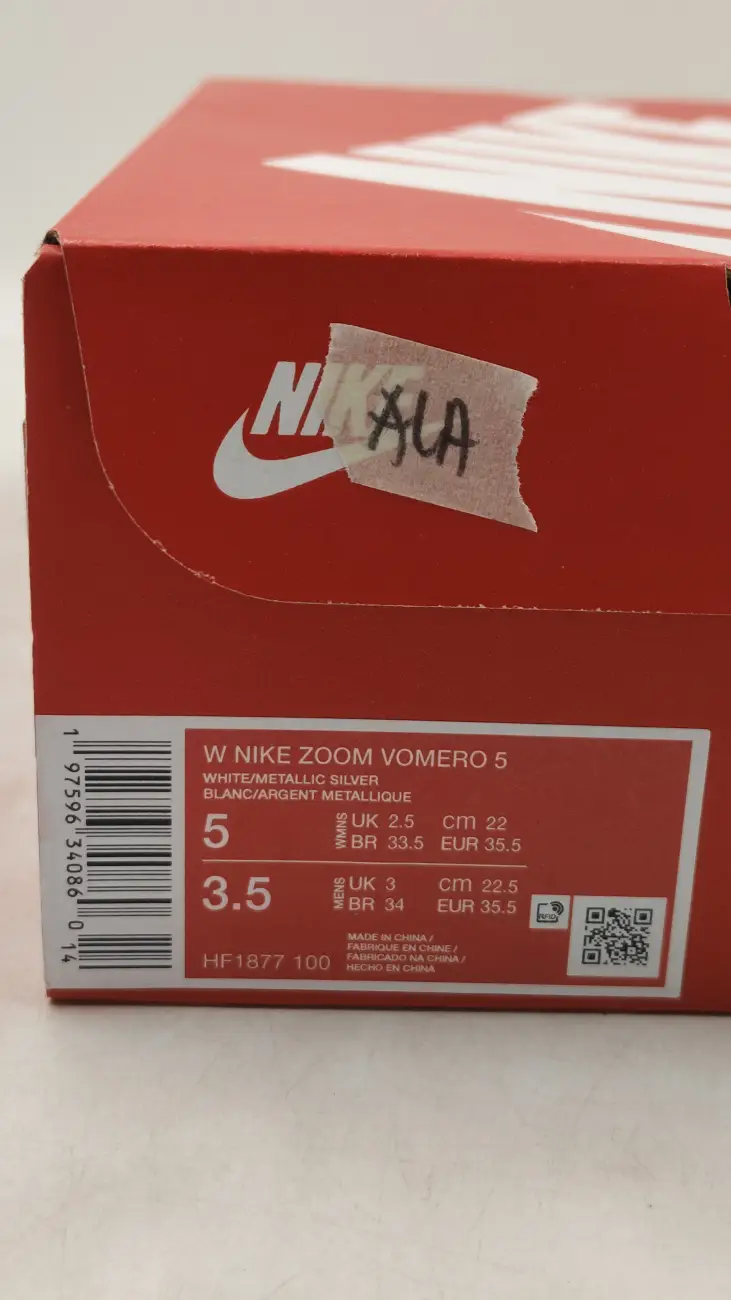 NIKE
ALA
W NIKE ZOOM VOMERO 5
WHITE/METALLIC SILVER
BLANC/ARGENT METALLIQUE
5 WMNS UK 2.5 cm 22
BR 33.5 EUR 35.5
3.5 MENS UK 3 cm 22.5
BR 34 EUR 35.5
HF1877 100
MADE IN CHINA /
FABRIQUE EN CHINE /
FABRICADO NA CHINA /
HECHO EN CHINA
1 97596 34086 0 14